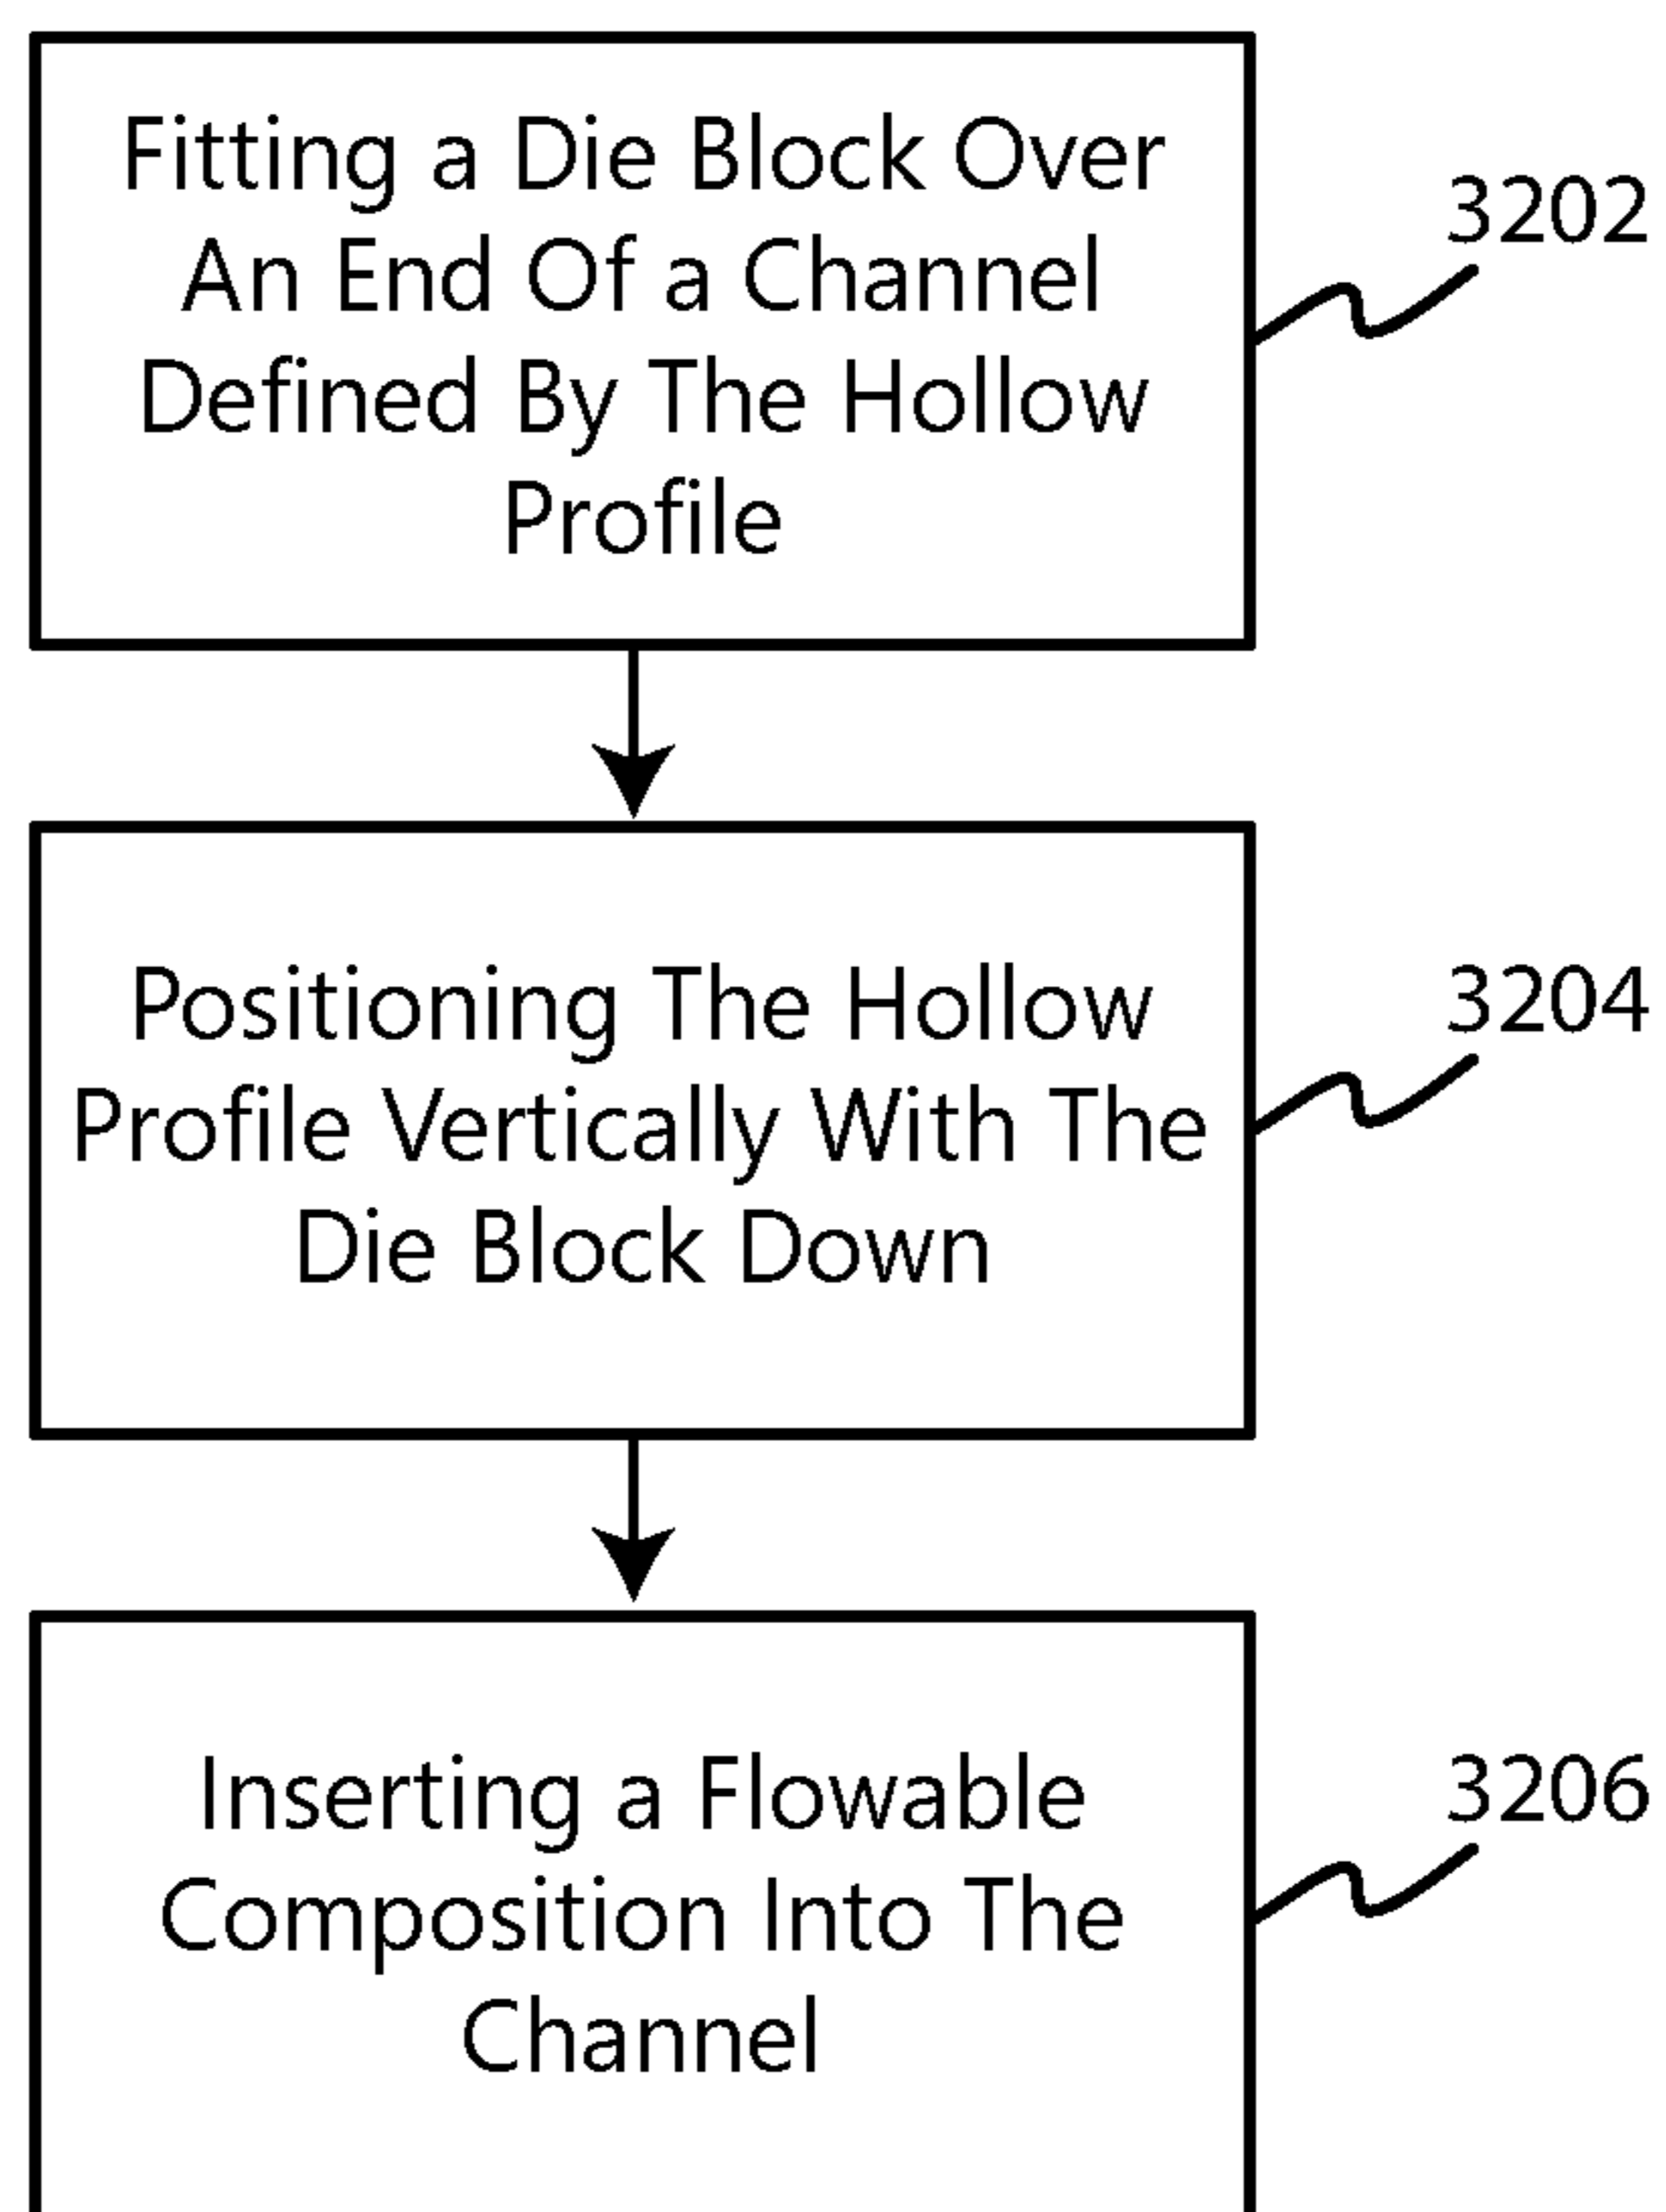 Fitting a Die Block Over
An End Of a Channel
Defined By The Hollow
Profile
3202
Positioning The Hollow
Profile Vertically With The
Die Block Down
3204
Inserting a Flowable
Composition Into The
Channel
3206